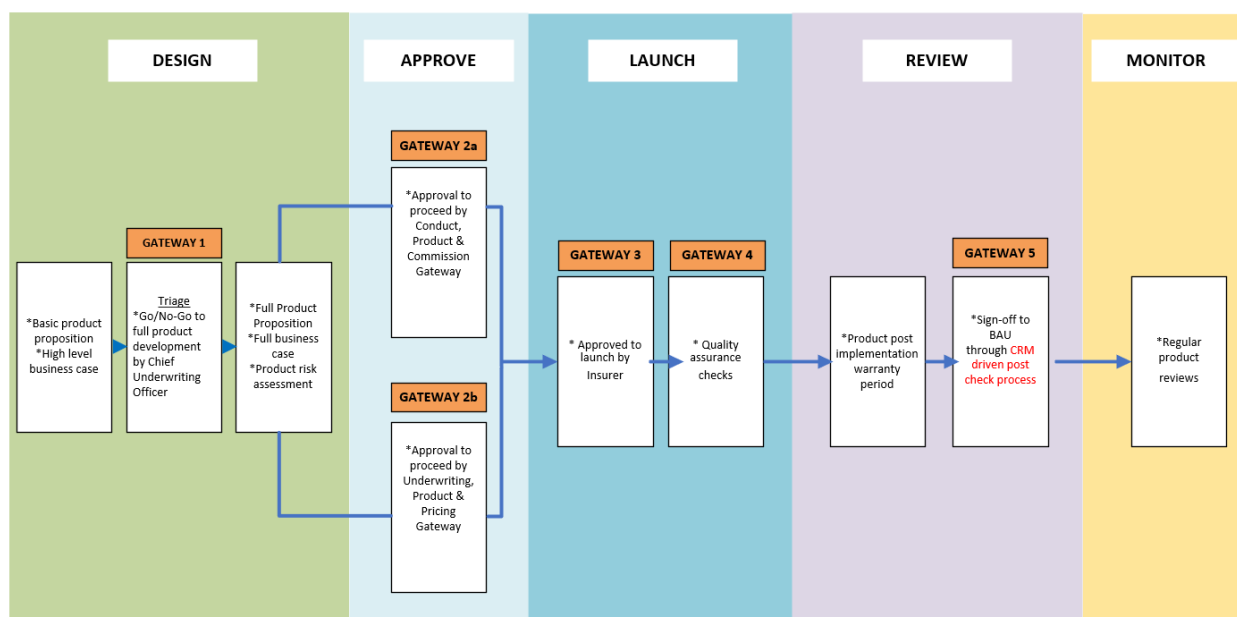 DESIGN
APPROVE
LAUNCH
REVIEW
MONITOR
*Basic product
proposition
*High level
business case
GATEWAY 1
Triage
*Go/No-Go to
full product
development
by Chief
Underwriting
Officer
*Full Product
Proposition
*Full business
case
*Product risk
assessment
GATEWAY 2a
*Approval to
proceed by
Conduct,
Product &
Commission
Gateway
GATEWAY 2b
*Approval to
proceed by
Underwriting,
Product &
Pricing
Gateway
GATEWAY 3
* Approved to
launch by
Insurer
GATEWAY 4
* Quality
assurance
checks
*Product post
implementation
warranty
period
GATEWAY 5
*Sign-off to
BAU
through CRM
driven post
check process
*Regular
product
reviews